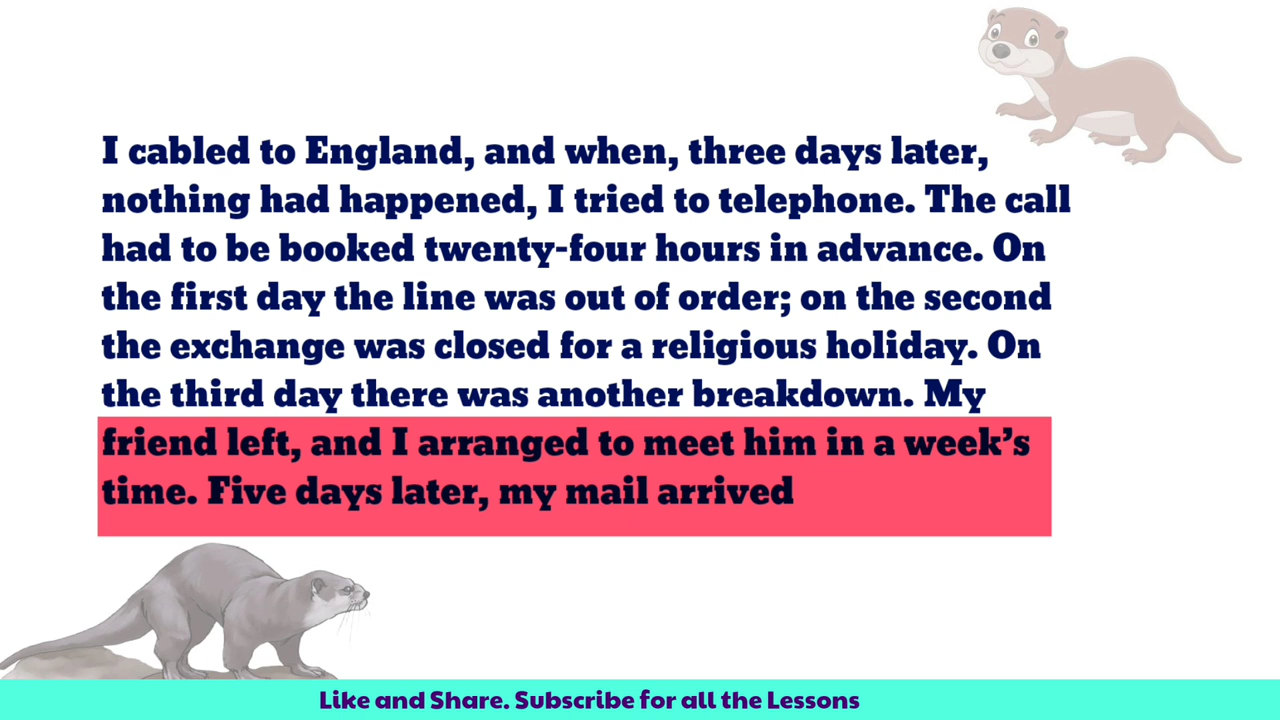 I cabled to England, and when, three days later,
nothing had happened, I tried to telephone. The call
had to be booked twenty-four hours in advance. On
the first day the line was out of order; on the second
the exchange was closed for a religious holiday. On
the third day there was another breakdown. My
friend left, and I arranged to meet him in a week’s
time. Five days later, my mail arrived
Like and Share. Subscribe for all the Lessons